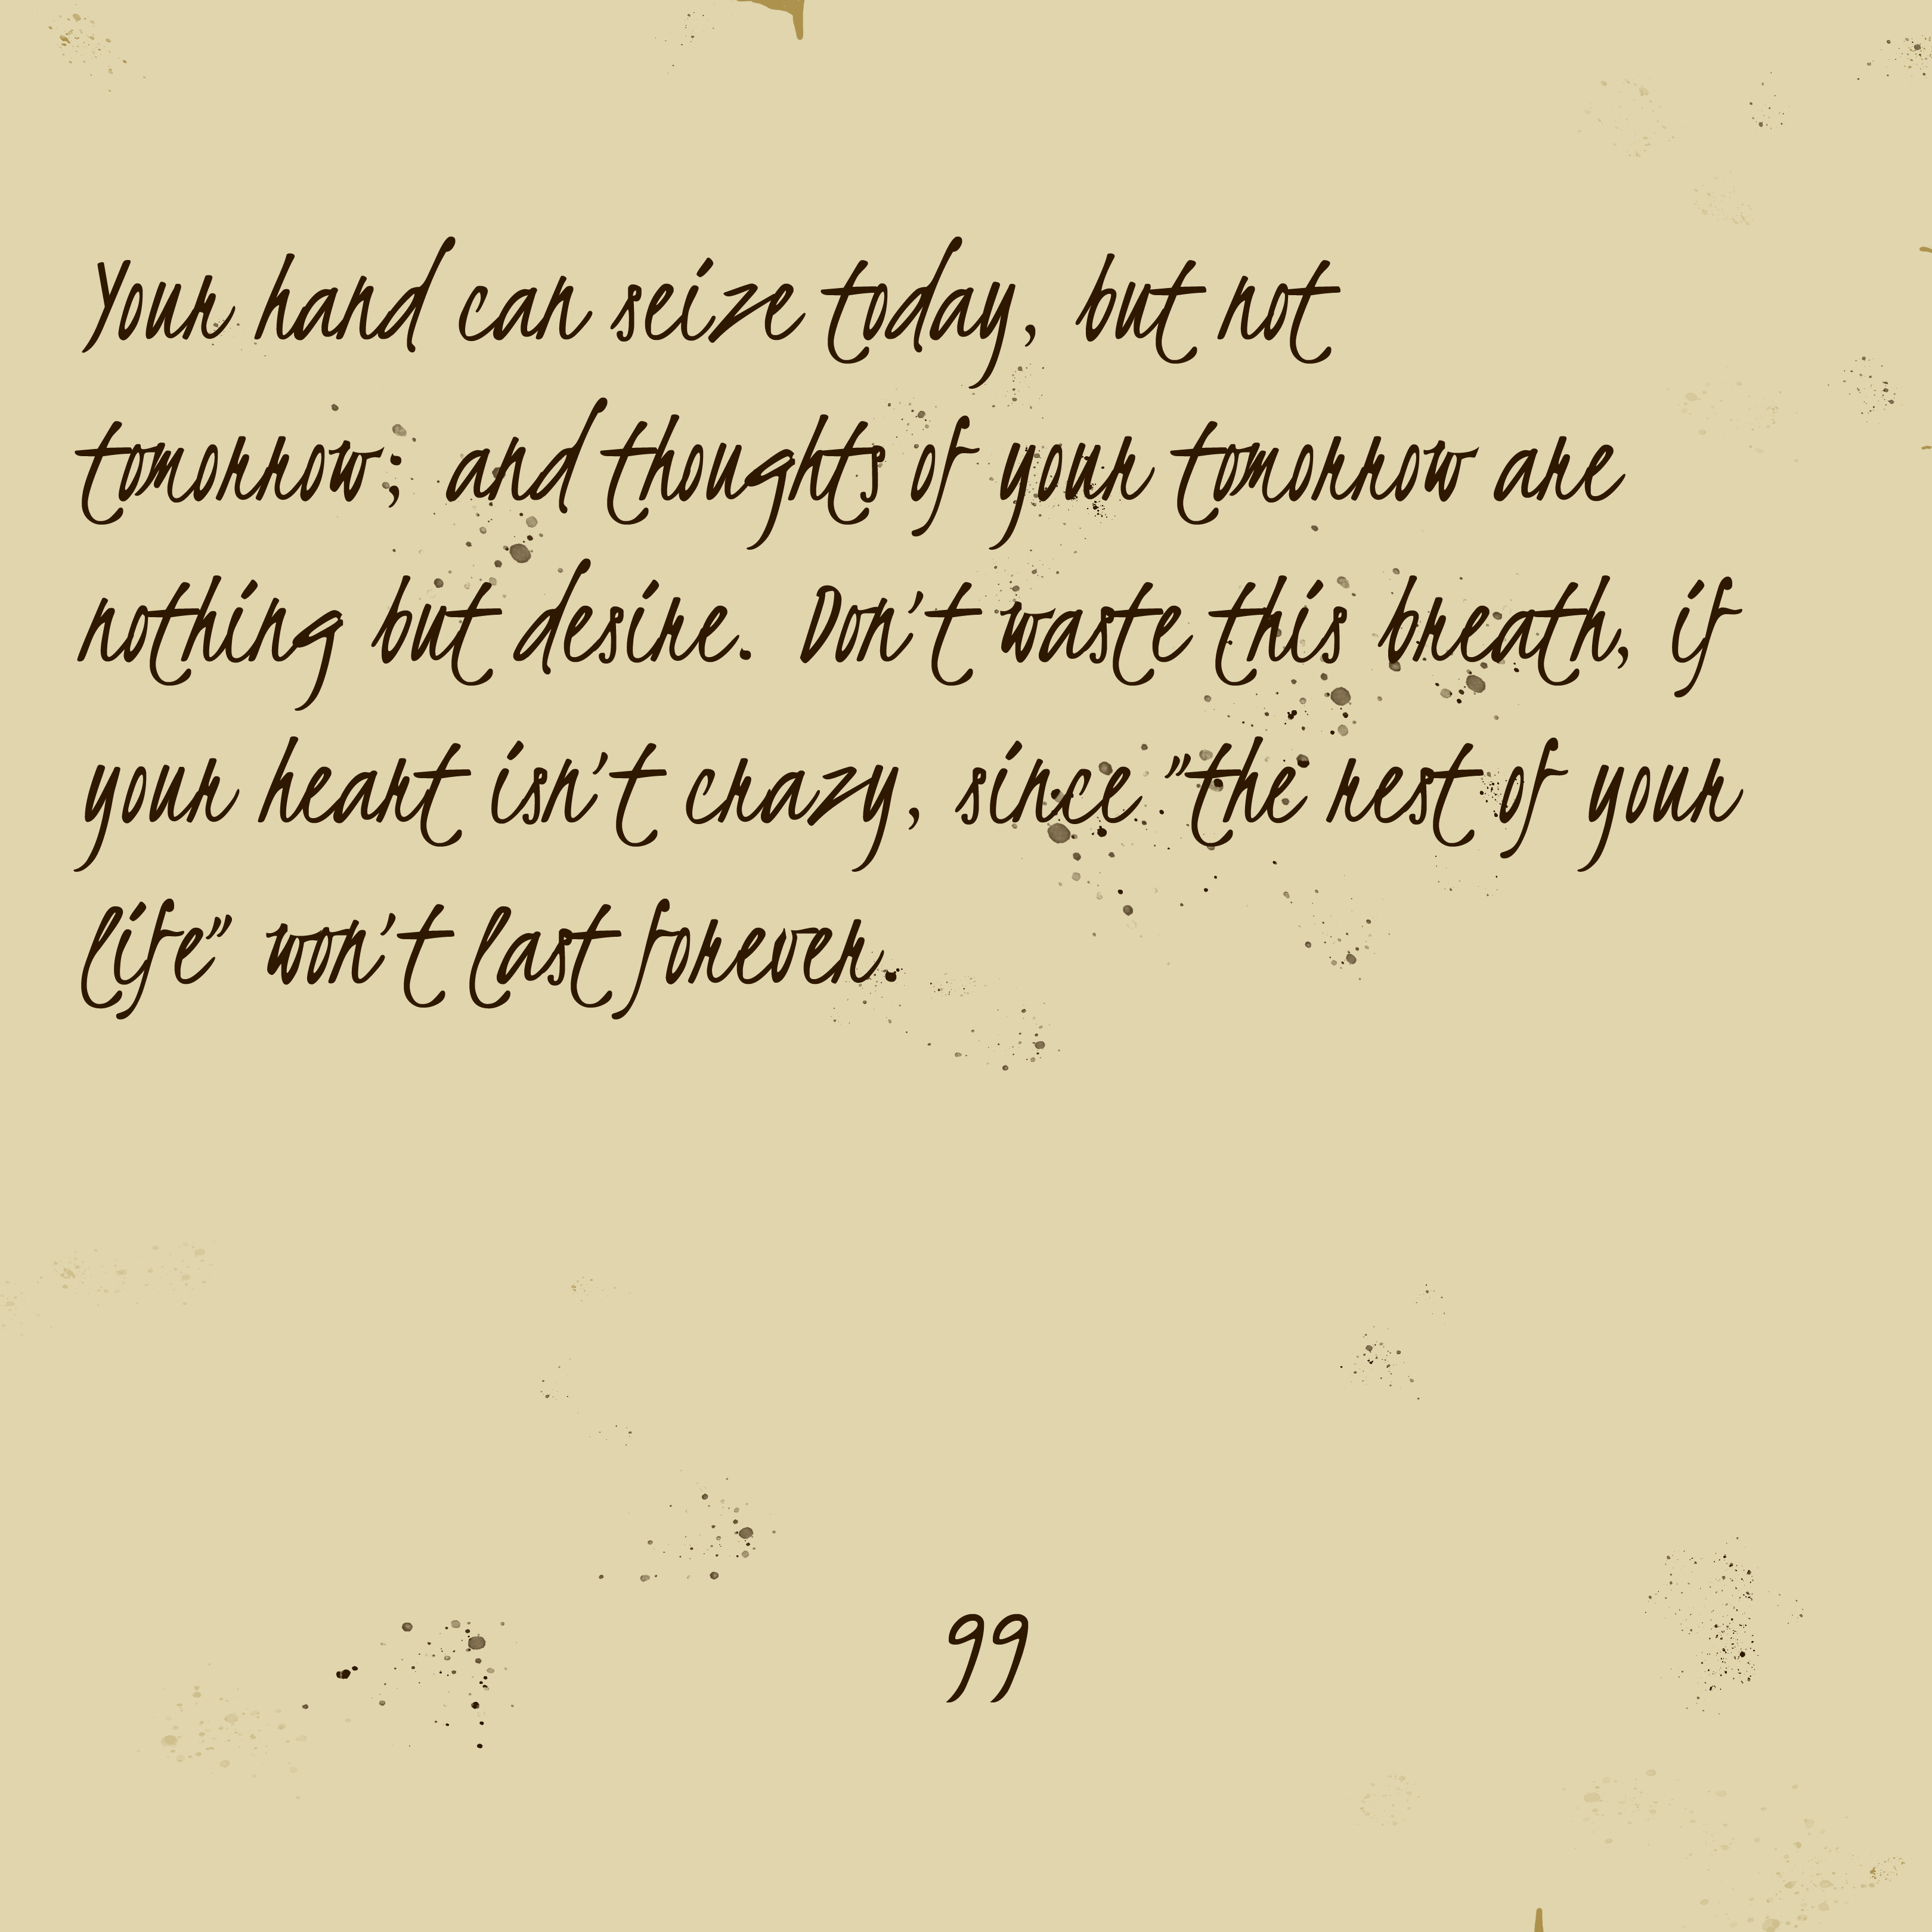 Your hand can seize today, but not
tomorrow; and thoughts of your tomorrow are
nothing but desire. Don't waste this breath, if
your heart isn't crazy, since "the rest of your
life" won't last forever.
"